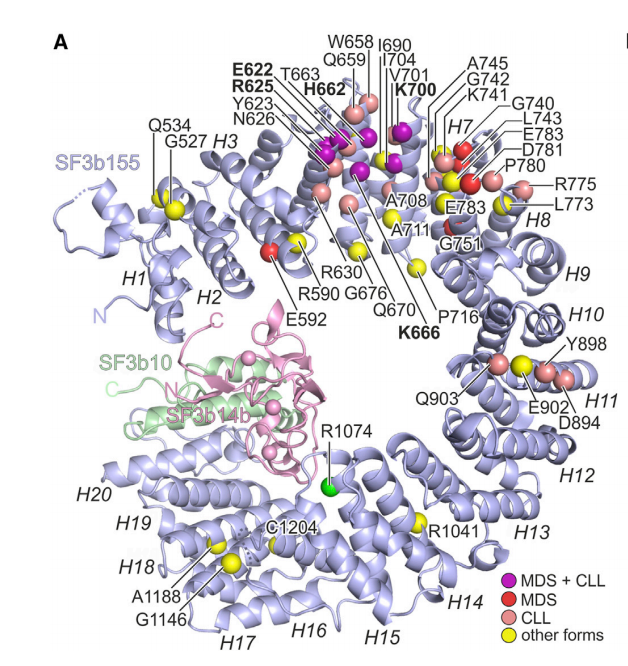 A
W658
Q659
I690
I704
V701
K700
E622
T663
R625
H662
Y623
N626
A745
G742
K741
G740
L743
E783
D781
P780
R775
L773
H7
H8
Q534
G527
H3
SF3b155
A708
E783
A711
G751
H9
H1
H2
N
R630
R590
G676
Q670
E592
P716
K666
C
H10
SF3b10
Y898
C
N
SF3b14b
Q903
E902
H11
D894
R1074
H12
H20
H19
C1204
R1041
H13
H18
A1188
G1146
H14
H17
H16
H15
MDS + CLL
MDS
CLL
other forms